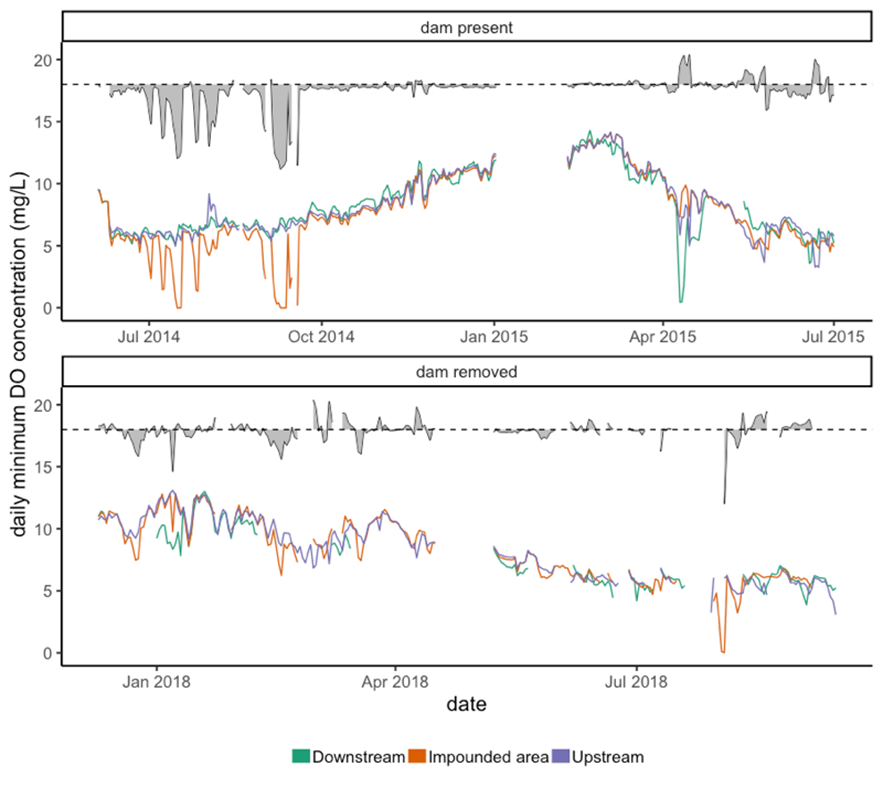 dam present
20
15
10
5
0
Jul 2014 Oct 2014 Jan 2015 Apr 2015 Jul 2015
daily minimum DO concentration (mg/L)
dam removed
20
15
10
5
0
Jan 2018 Apr 2018 Jul 2018
date
Downstream Impounded area Upstream